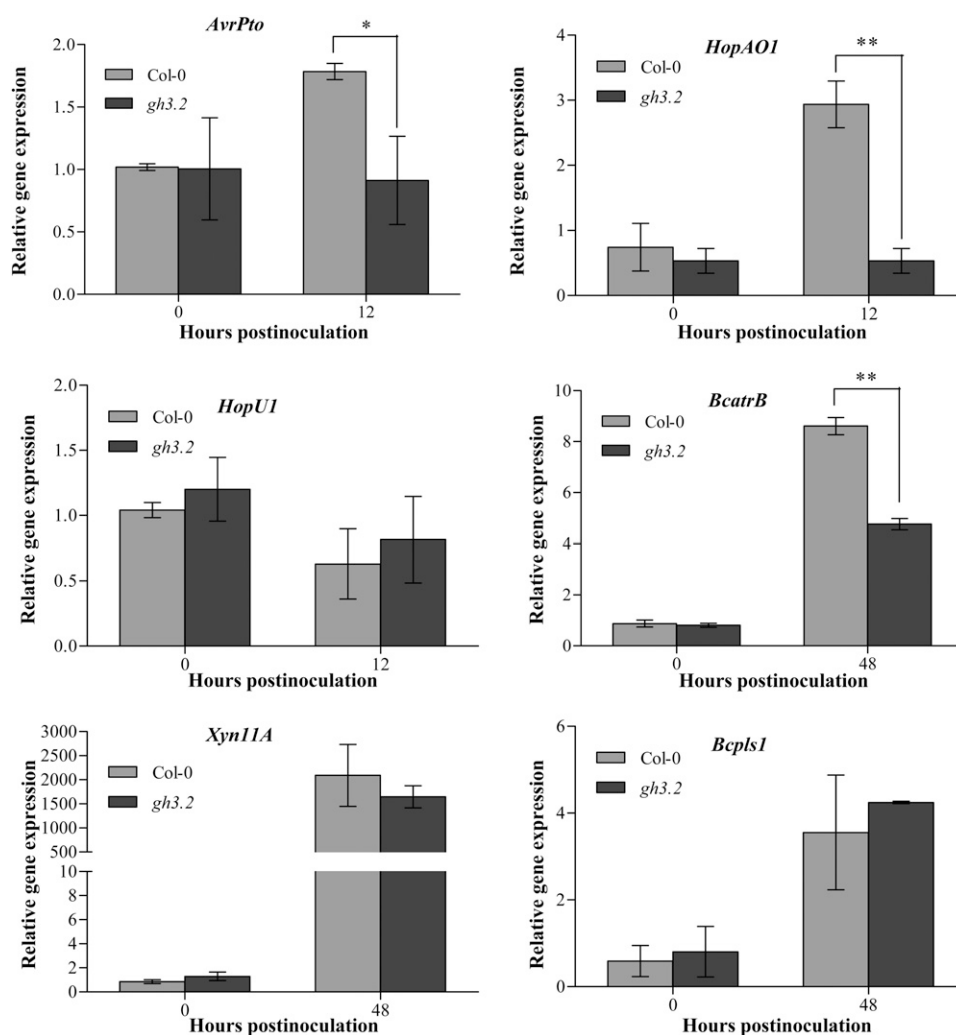 AvrPto
*
Col-0
gh3.2
Relative gene expression
2.0
1.5
1.0
0.5
0.0
0
12
Hours postinoculation
HopAO1
**
Col-0
gh3.2
Relative gene expression
4
3
2
1
0
0
12
Hours postinoculation
HopU1
Col-0
gh3.2
Relative gene expression
2.0
1.5
1.0
0.5
0.0
0
12
Hours postinoculation
BcatrB
**
Col-0
gh3.2
Relative gene expression
10
8
6
4
2
0
0
48
Hours postinoculation
Xyn11A
Col-0
gh3.2
Relative gene expression
3000
2500
2000
1500
1000
500
10
8
6
4
2
0
0
48
Hours postinoculation
Bcpls1
Col-0
gh3.2
Relative gene expression
6
4
2
0
0
48
Hours postinoculation